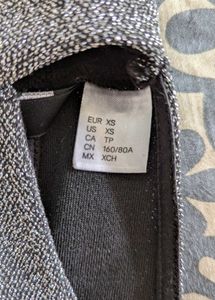 EUR XS
US XS
CA TP
CN 160/80A
MX XCH